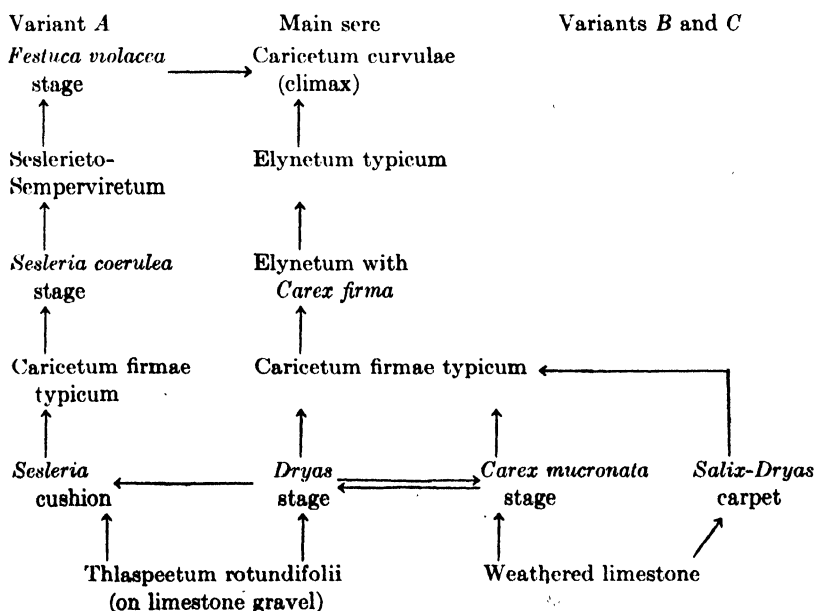 Variant A Main sere Variants B and C
Festuca violacea Caricetum curvulae
stage (climax)
Seslerieto- Elynetum typicum
Semperviretum
Sesleria coerulea Elynetum with
stage Carex firma
Caricetum firmae Caricetum firmae typicum
typicum
Sesleria Dryas Carex mucronata Salix-Dryas
cushion stage stage carpet
Thlaspeetum rotundifolii Weathered limestone
(on limestone gravel)